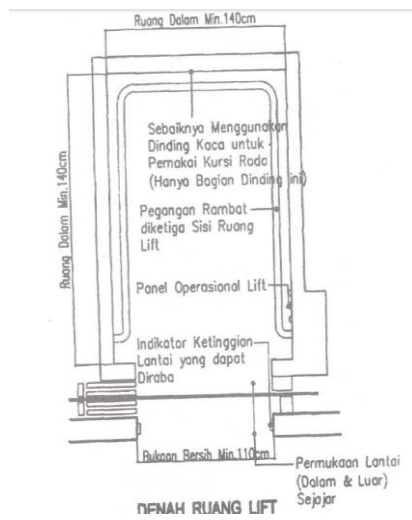 Ruang Dalam Min.140cm
Ruang Dalam Min.140cm
Sebaiknya Menggunakan
Dinding Kaca untuk
Pemakai Kursi Roda
(Hanya Bagian Dinding ini)
Pegangan Rambat
diketiga Sisi Ruang
Lift
Panel Operasional Lift
Indikator Ketinggian
Lantai yang dapat
Diraba
Bukaan Bersih Min.110cm
Permukaan Lantai
(Dalam & Luar)
Sejajar
DENAH RUANG LIFT